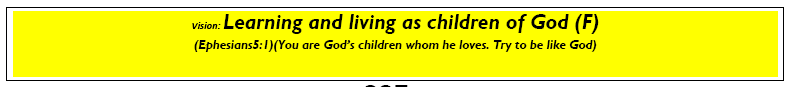 Vision: Learning and living as children of God (F)
(Ephesians5:1)(You are God's children whom he loves. Try to be like God)